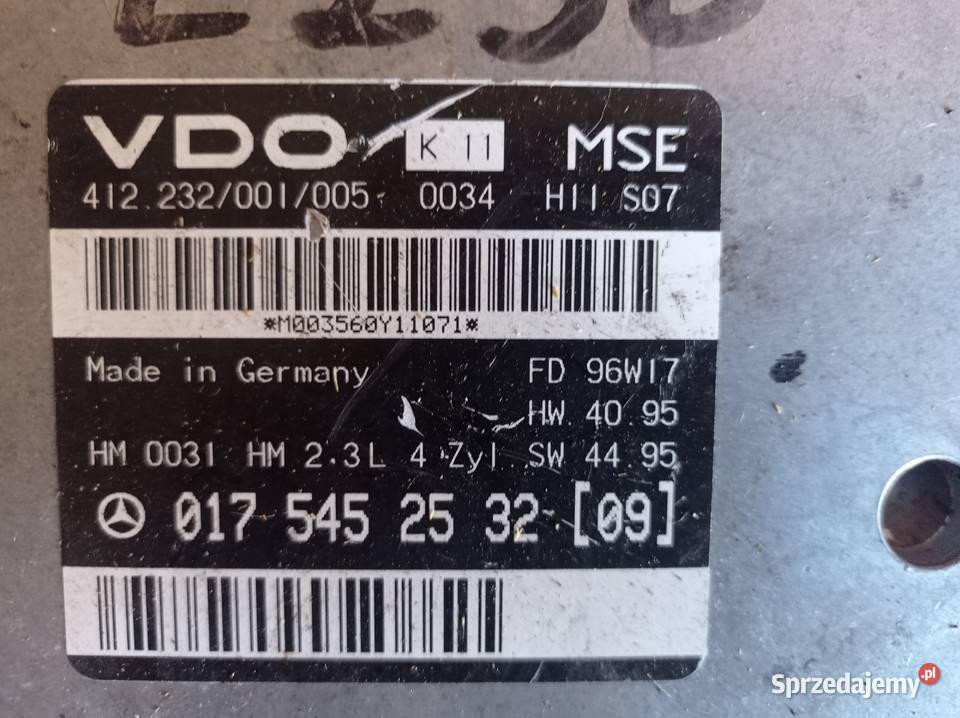 VDO K 11 MSE
412.232/001/005 0034 H11 S07
*M003560Y11071*
Made in Germany FD 96W17
HW 40.95
HM 0031 HM 2.3L 4 Zyl. SW 44.95
017 545 25 32 [09]
Sprzedajemy.pl